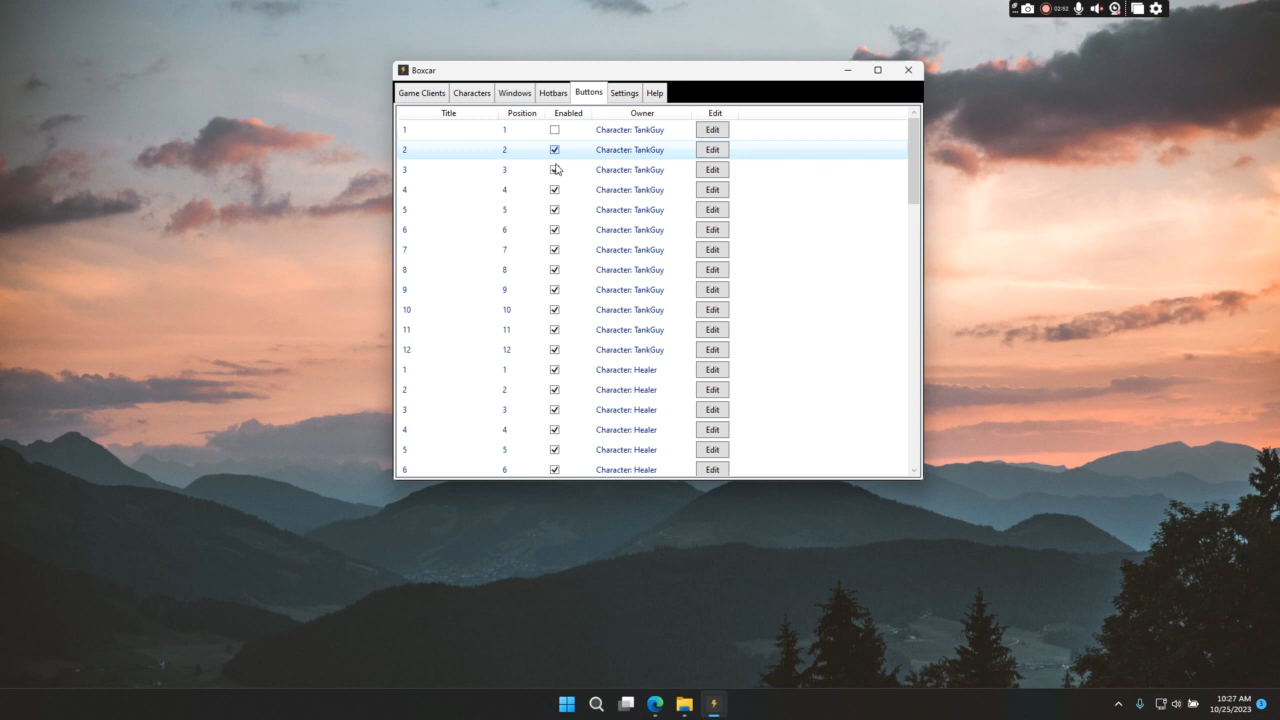 02:52
Boxcar
Game Clients Characters Windows Hotbars Buttons Settings Help
Title Position Enabled Owner Edit
1 1 Character: TankGuy Edit
2 2 Character: TankGuy Edit
3 3 Character: TankGuy Edit
4 4 Character: TankGuy Edit
5 5 Character: TankGuy Edit
6 6 Character: TankGuy Edit
7 7 Character: TankGuy Edit
8 8 Character: TankGuy Edit
9 9 Character: TankGuy Edit
10 10 Character: TankGuy Edit
11 11 Character: TankGuy Edit
12 12 Character: TankGuy Edit
1 1 Character: Healer Edit
2 2 Character: Healer Edit
3 3 Character: Healer Edit
4 4 Character: Healer Edit
5 5 Character: Healer Edit
6 6 Character: Healer Edit
10:27 AM
10/25/2023
3